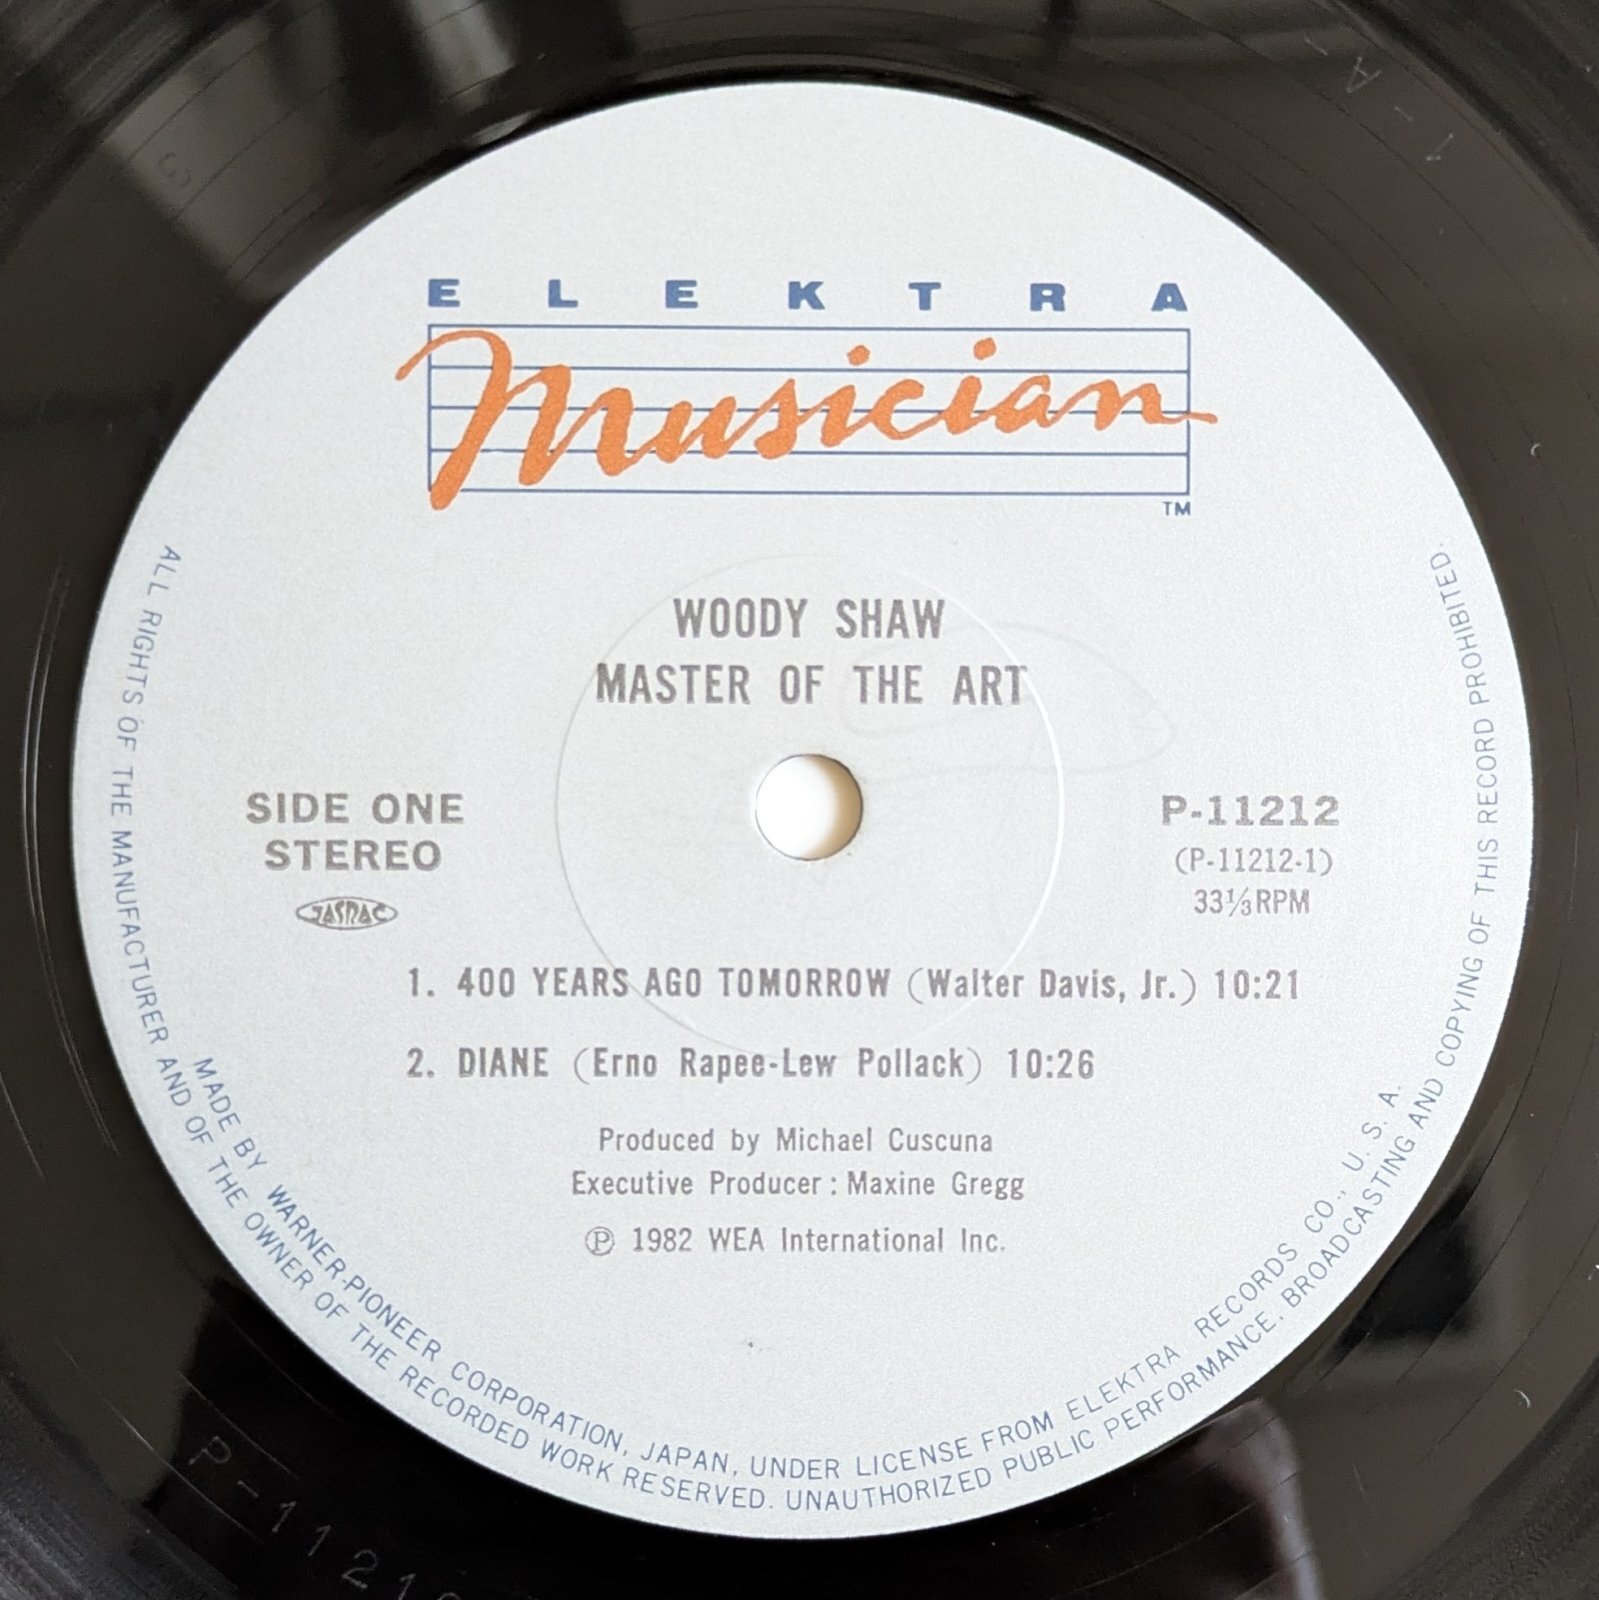 ELEKTRA
Musician
TM
WOODY SHAW
MASTER OF THE ART
SIDE ONE
STEREO
JASRAC
P-11212
(P-11212-1)
33⅓RPM
1. 400 YEARS AGO TOMORROW (Walter Davis, Jr.) 10:21
2. DIANE (Erno Rapee-Lew Pollack) 10:26
Produced by Michael Cuscuna
Executive Producer : Maxine Gregg
Ⓟ 1982 WEA International Inc.
MADE BY WARNER-PIONEER CORPORATION, JAPAN, UNDER LICENSE FROM ELEKTRA RECORDS CO., U. S. A.
ALL RIGHTS OF THE MANUFACTURER AND OF THE OWNER OF THE RECORDED WORK RESERVED. UNAUTHORIZED PUBLIC PERFORMANCE, BROADCASTING AND COPYING OF THIS RECORD PROHIBITED.
1-A